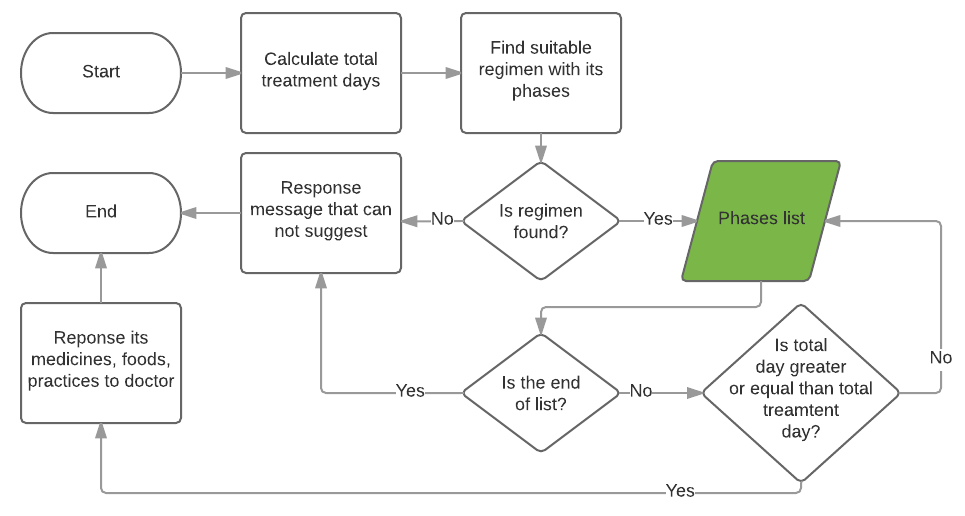 Start
Calculate total
treatment days
Find suitable
regimen with its
phases
End
Response
message that can
not suggest
No
Is regimen
found?
Yes
Phases list
Reponse its
medicines, foods,
practices to doctor
Yes
Is the end
of list?
No
Is total
day greater
or equal than total
treamtent
day?
No
Yes